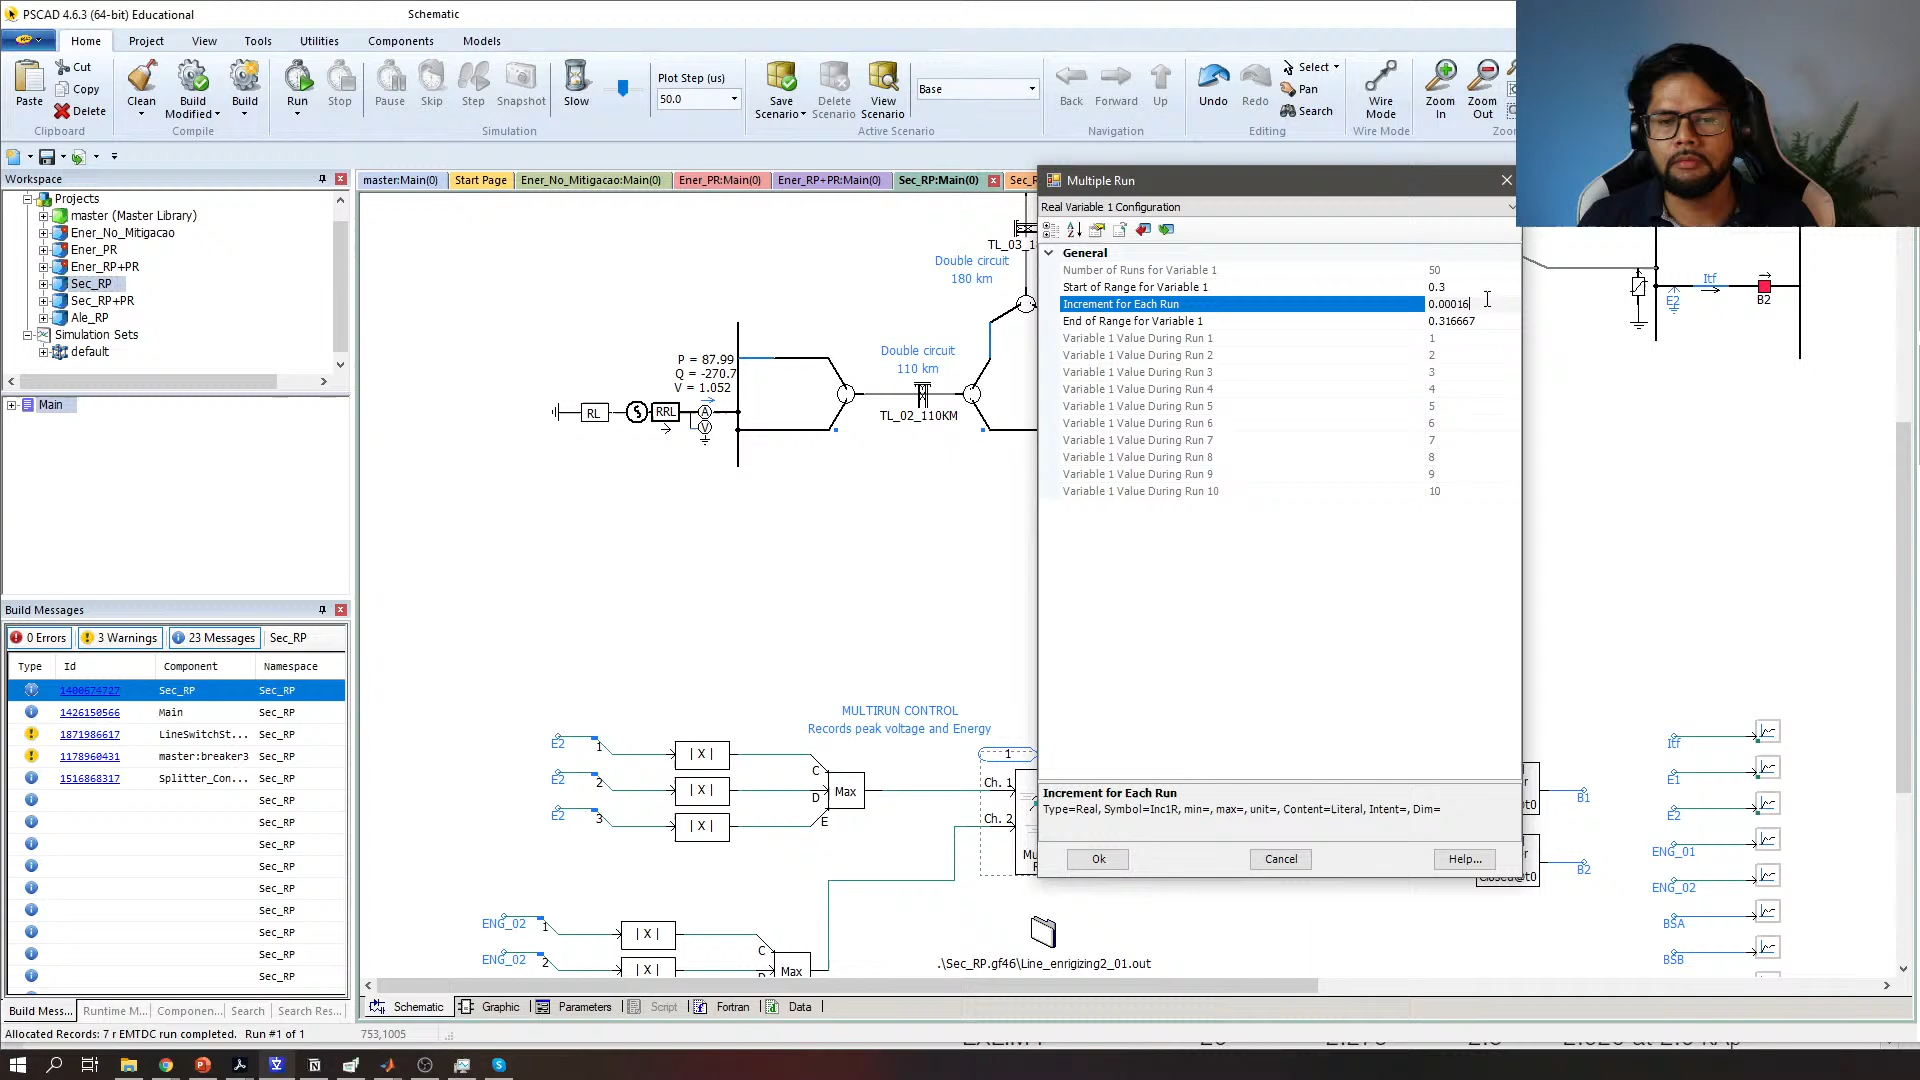 PSCAD 4.6.3 (64-bit) Educational
Schematic
Home Project View Tools Utilities Components Models
Paste
Cut
Copy
Delete
Clipboard
Clean
Build Modified
Build
Compile
Run
Stop
Pause
Skip
Step
Snapshot
Slow
Plot Step (us)
50.0
Simulation
Save Scenario
Delete Scenario
View Scenario
Base
Active Scenario
Back
Forward
Up
Navigation
Undo
Redo
Select
Pan
Search
Editing
Wire Mode
Wire Mode
Zoom In
Zoom Out
Workspace
Projects
master (Master Library)
Ener_No_Mitigacao
Ener_PR
Ener_RP+PR
Sec_RP
Sec_RP+PR
Ale_RP
Simulation Sets
default
Main
master:Main(0) Start Page Ener_No_Mitigacao:Main(0) Ener_PR:Main(0) Ener_RP+PR:Main(0) Sec_RP:Main(0)
TL_03_1
Double circuit
180 km
Double circuit
110 km
TL_02_110KM
P = 87.99
Q = -270.7
V = 1.052
RL
S
RRL
A
V
MULTIRUN CONTROL
Records peak voltage and Energy
E2 1 |X|
E2 2 |X|
E2 3 |X|
C
D
E
Max
1
Ch. 1
Ch. 2
ENG_02 1 |X|
ENG_02 2 |X|
C
Max
.\Sec_RP.gf46\Line_enrigizing2_01.out
Multiple Run
Real Variable 1 Configuration
General
Number of Runs for Variable 1 50
Start of Range for Variable 1 0.3
Increment for Each Run 0.00016
End of Range for Variable 1 0.316667
Variable 1 Value During Run 1 1
Variable 1 Value During Run 2 2
Variable 1 Value During Run 3 3
Variable 1 Value During Run 4 4
Variable 1 Value During Run 5 5
Variable 1 Value During Run 6 6
Variable 1 Value During Run 7 7
Variable 1 Value During Run 8 8
Variable 1 Value During Run 9 9
Variable 1 Value During Run 10 10
Increment for Each Run
Type=Real, Symbol=Inc1R, min=, max=, unit=, Content=Literal, Intent=, Dim=
Ok Cancel Help...
E2
Itf
B2
B1
B2
Itf
E1
E2
ENG_01
ENG_02
BSA
BSB
Build Messages
0 Errors 3 Warnings 23 Messages Sec_RP
Type Id Component Namespace
1400674727 Sec_RP Sec_RP
1426150566 Main Sec_RP
1871986617 LineSwitchSt... Sec_RP
1178960431 master:breaker3 Sec_RP
1516868317 Splitter_Con... Sec_RP
Sec_RP
Sec_RP
Sec_RP
Sec_RP
Sec_RP
Sec_RP
Sec_RP
Sec_RP
Sec_RP
Build Mess... Runtime M... Componen... Search Search Res...
Schematic Graphic Parameters Script Fortran Data
Allocated Records: 7 r EMTDC run completed. Run #1 of 1 753,1005